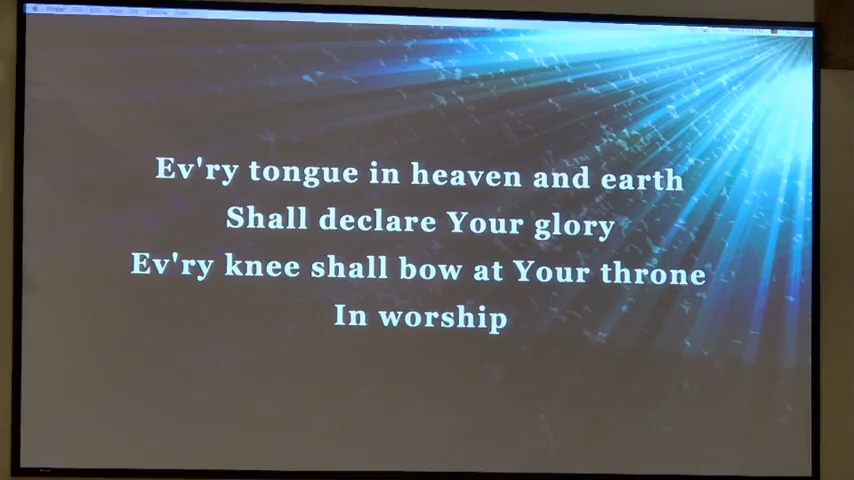 Ev'ry tongue in heaven and earth
Shall declare Your glory
Ev'ry knee shall bow at Your throne
In worship